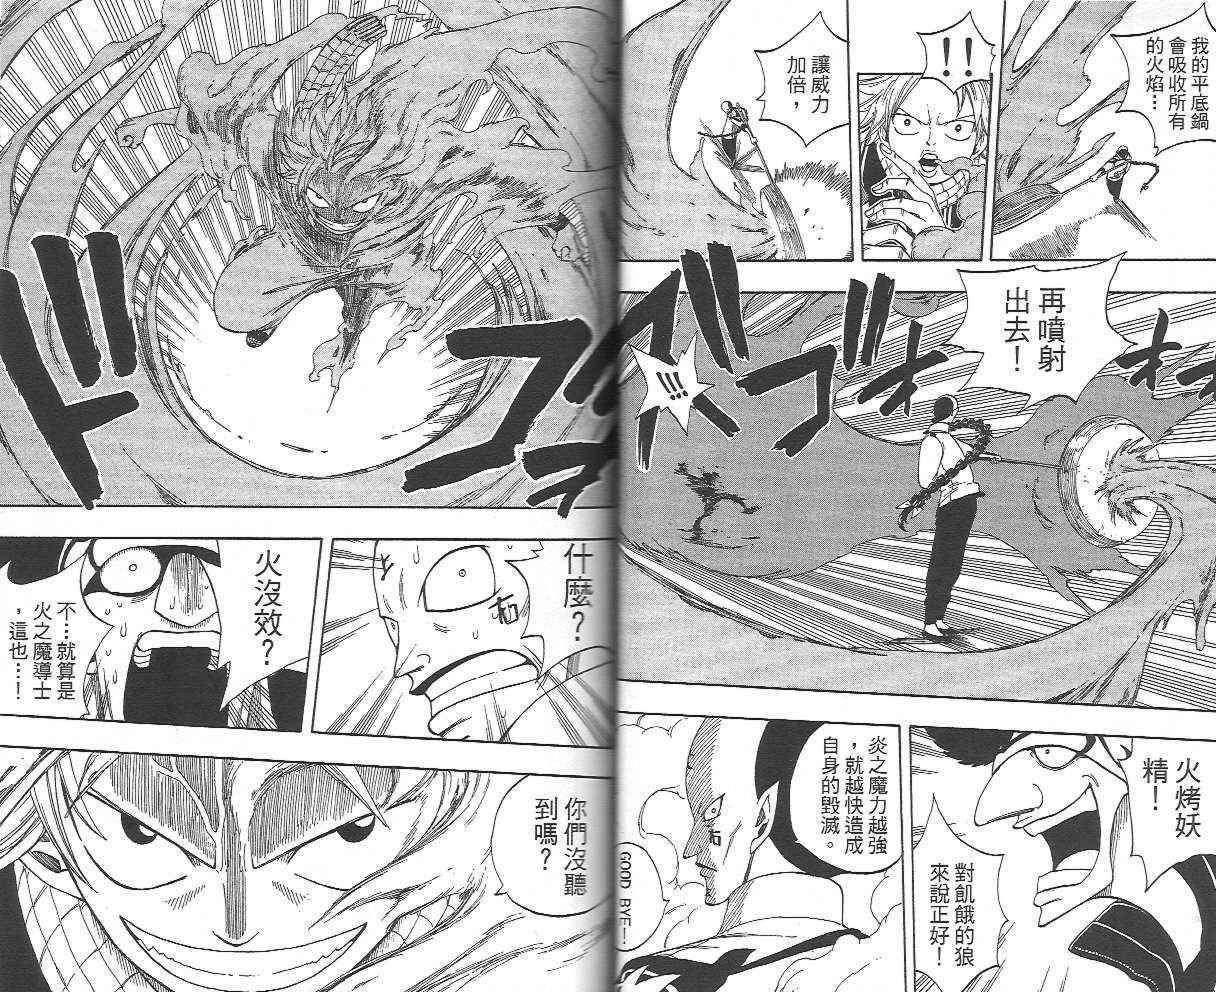 我的平底鍋
會吸收所有
的火焰…
!!
讓威力
加倍，
再噴射
出去！
!!!
ドゴオオオオ
火烤妖
精！
對飢餓的狼
來說正好！
炎之魔力越強
，就越快造成
自身的毀滅。
GOOD BYE—
什麼？
火沒效？
不…就算是
火之魔導士
，這也…！
你們沒聽
到嗎？